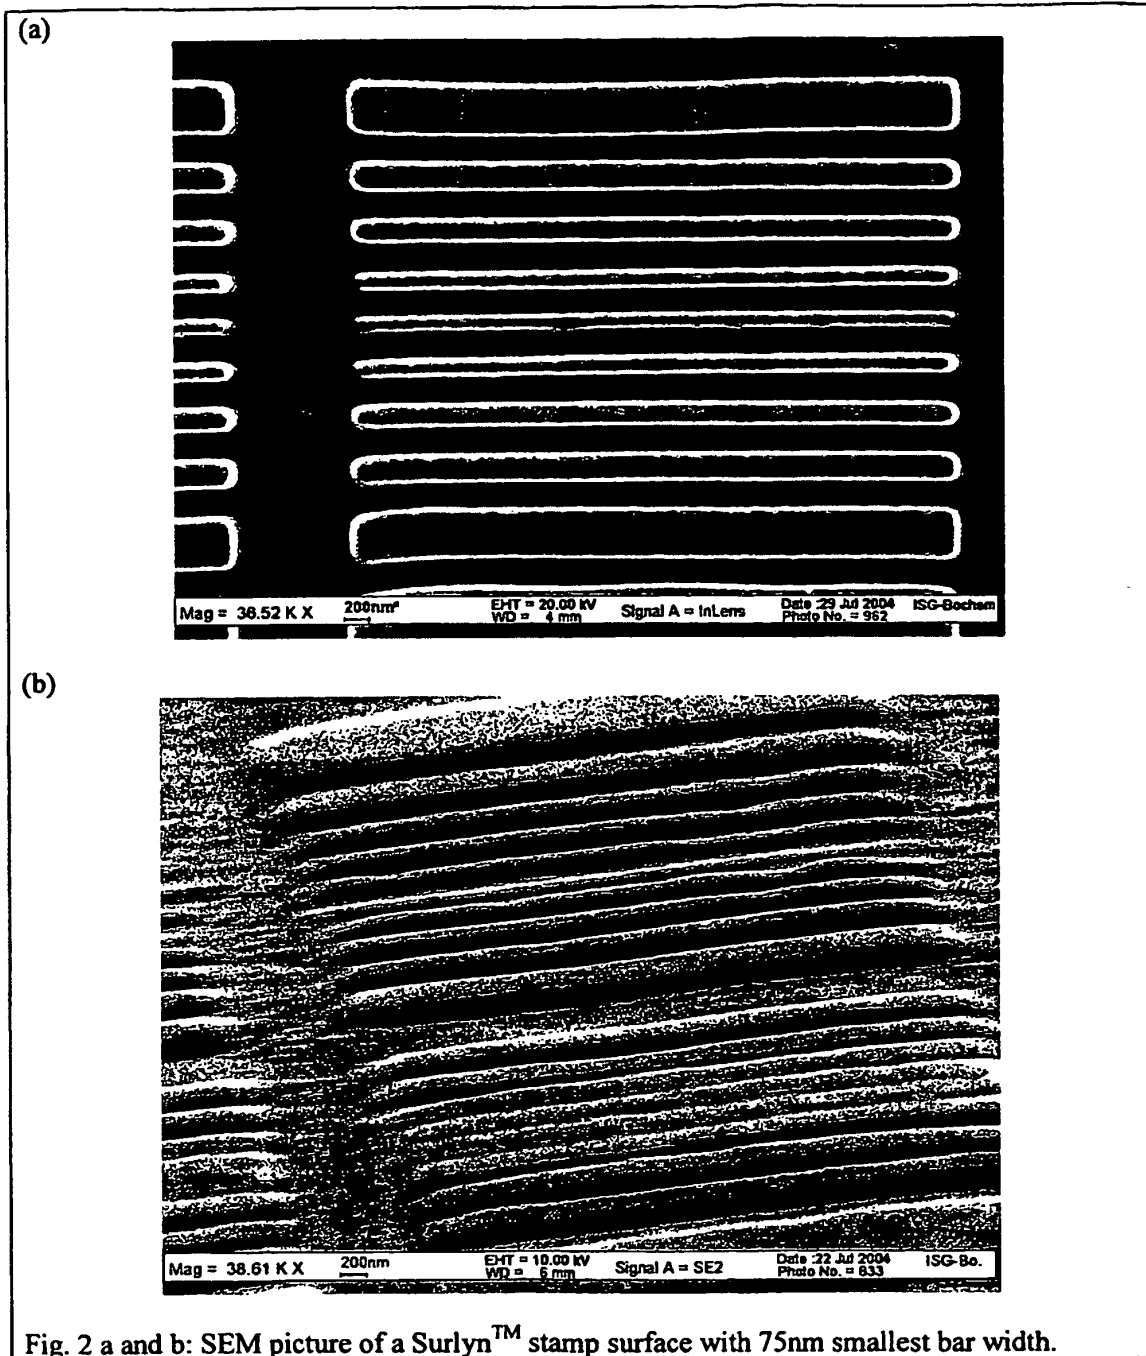 (a)
Mag = 36.52 K X 200nm EHT = 20.00 kV WD = 4 mm Signal A = InLens Date :29 Jul 2004 Photo No. = 962 ISG-Bochem
(b)
Mag = 38.61 K X 200nm EHT = 10.00 kV WD = 6 mm Signal A = SE2 Date :22 Jul 2004 Photo No. = 833 ISG-Bo.
Fig. 2 a and b: SEM picture of a Surlyn™ stamp surface with 75nm smallest bar width.